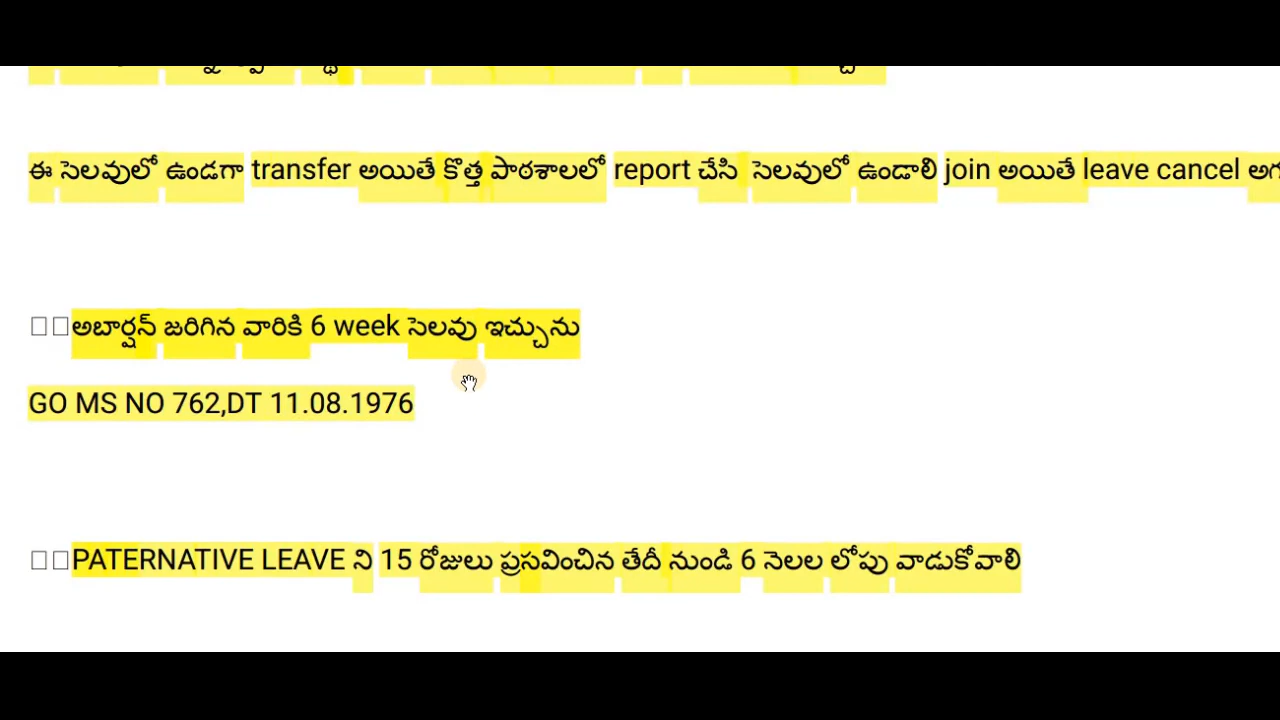 ఈ సెలవులో ఉండగా transfer అయితే కొత్త పాఠశాలలో report చేసి సెలవులో ఉండాలి join అయితే leave cancel
అబార్షన్ జరిగిన వారికి 6 week సెలవు ఇచ్చును
GO MS NO 762,DT 11.08.1976
PATERNATIVE LEAVE ని 15 రోజులు ప్రసవించిన తేదీ నుండి 6 నెలల లోపు వాడుకోవాలి